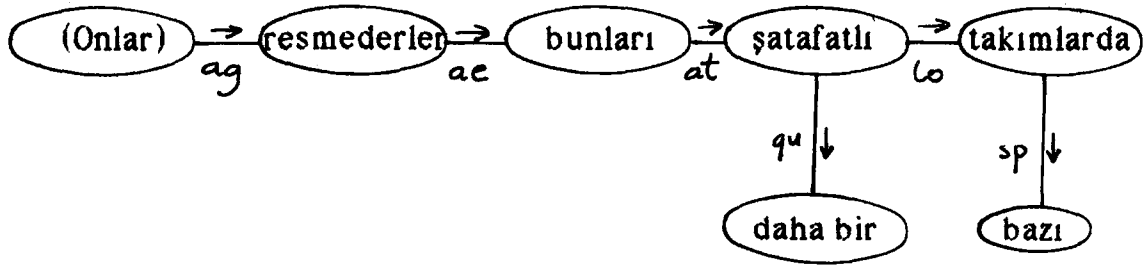 (Onlar) resmederler bunları şatafatlı takımlarda
ag ae at lo
qu sp
daha bir bazı